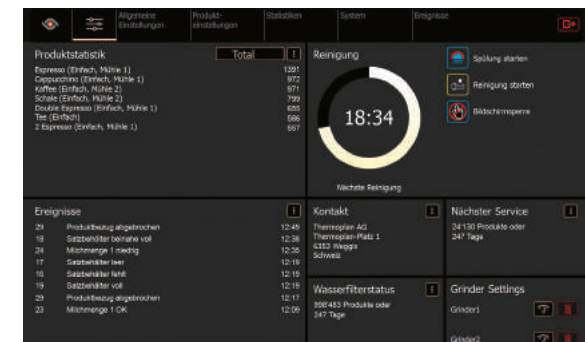 Allgemeine Einstellungen
Produkt-einstellungen
Statistiken
System
Ereignisse
Produktstatistik
Total
Espresso (Einfach, Mühle 1) 1391
Cappucchino (Einfach, Mühle 1) 972
Kaffee (Einfach, Mühle 2) 971
Schale (Einfach, Mühle 2) 799
Double Espresso (Einfach, Mühle 1) 685
Tee (Einfach) 586
2 Espresso (Einfach, Mühle 1) 557
Reinigung
18:34
Nächste Reinigung
Spülung starten
Reinigung starten
Bildschirmsperre
Ereignisse
29 Produktbezug abgebrochen 12:49
18 Satzbehälter beinahe voll 12:38
24 Milchmenge 1 niedrig 12:35
17 Satzbehälter leer 12:19
16 Satzbehälter fehlt 12:19
19 Satzbehälter voll 12:19
29 Produktbezug abgebrochen 12:17
23 Milchmenge 1 OK 12:09
Kontakt
Thermoplan AG
Thermoplan-Platz 1
6353 Weggis
Schweiz
Nächster Service
24'130 Produkte oder
247 Tage
Wasserfilterstatus
998'483 Produkte oder
247 Tage
Grinder Settings
Grinder1
Grinder2